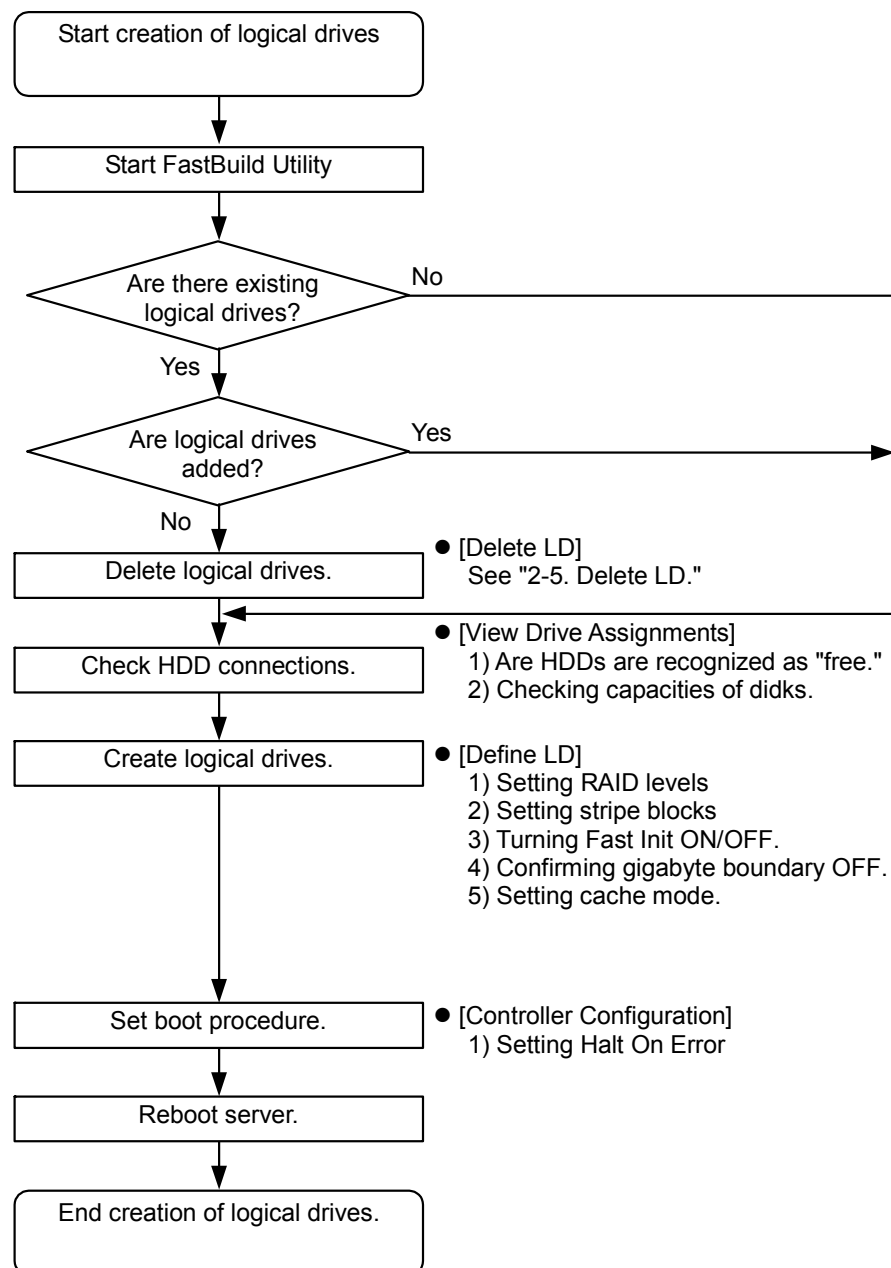 Start creation of logical drives
Start FastBuild Utility
Are there existing
logical drives?
No
Yes
Are logical drives
added?
Yes
No
Delete logical drives.
● [Delete LD]
See "2-5. Delete LD."
Check HDD connections.
● [View Drive Assignments]
1) Are HDDs are recognized as "free."
2) Checking capacities of didks.
Create logical drives.
● [Define LD]
1) Setting RAID levels
2) Setting stripe blocks
3) Turning Fast Init ON/OFF.
4) Confirming gigabyte boundary OFF.
5) Setting cache mode.
Set boot procedure.
● [Controller Configuration]
1) Setting Halt On Error
Reboot server.
End creation of logical drives.